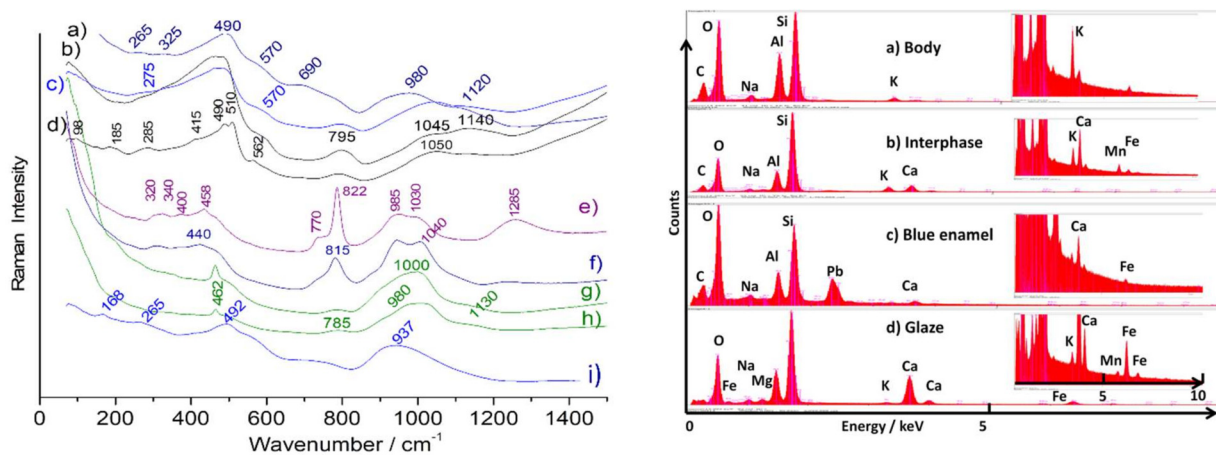 a)
b)
c)
d)
265
325
490
570
690
980
1120
275
570
98
185
285
415
490
510
562
795
1045
1140
1050
320
340
400
458
770
822
985
1030
1040
1285
e)
440
815
f)
462
1000
g)
980
1130
785
h)
168
265
492
937
i)
Raman Intensity
0
200
400
600
800
1000
1200
1400
Wavenumber / cm-1
Counts
O
C
Na
Al
Si
K
a) Body
K
O
C
Na
Al
Si
K
Ca
b) Interphase
K
Ca
Mn
Fe
O
C
Na
Al
Si
Pb
c) Blue enamel
Ca
Fe
O
Fe
Na
Mg
Al
Si
K
Ca
Ca
Fe
d) Glaze
K
Ca
Mn
Fe
Fe
5
10
0
5
Energy / keV